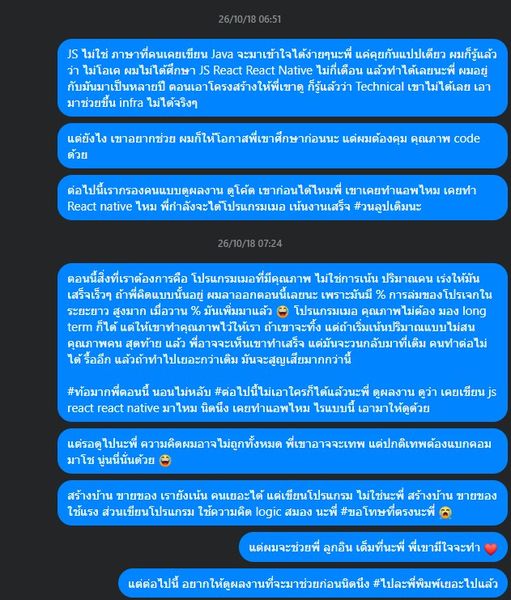 26/10/18 06:51
JS ไม่ใช่ ภาษาที่คนเคยเขียน Java จะมาเข้าใจได้ง่ายๆนะพี่ แค่คุยกันแปปเดียว ผมก็รู้แล้ว
ว่า ไม่โอเค ผมไม่ได้ศึกษา JS React React Native ไม่กี่เดือน แล้วทำได้เลยนะพี่ ผมอยู่
กับมันมาเป็นหลายปี ตอนเอาโครงสร้างให้พี่เขาดู ก็รู้แล้วว่า Technical เขาไม่ได้เลย เอา
มาช่วยขึ้น infra ไม่ได้จริงๆ
แต่ยังไง เขาอยากช่วย ผมก็ให้โอกาสพี่เขาศึกษาก่อนนะ แต่ผมต้องคุม คุณภาพ code
ด้วย
ต่อไปนี้เรากรองคนแบบดูผลงาน ดูโค้ด เขาก่อนได้ไหมพี่ เขาเคยทำแอพไหม เคยทำ
React native ไหม พี่กำลังจะได้โปรแกรมเมอ เน้นงานเสร็จ #วนลูปเดิมนะ
26/10/18 07:24
ตอนนี้สิ่งที่เราต้องการคือ โปรแกรมเมอที่มีคุณภาพ ไม่ใช่การเน้น ปริมาณคน เร่งให้มัน
เสร็จเร็วๆ ถ้าพี่คิดแบบนั้นอยู่ ผมลาออกตอนนี้เลยนะ เพราะมันมี % การล่มของโปรเจกใน
ระยะยาว สูงมาก เมื่อวาน % มันเพิ่มมาแล้ว 😅 โปรแกรมเมอ คุณภาพไม่ต้อง มอง long
term ก็ได้ แต่ให้เขาทำคุณภาพไว้ให้เรา ถ้าเขาจะทิ้ง แต่ถ้าเริ่มเน้นปริมาณแบบไม่สน
คุณภาพคน สุดท้าย แล้ว พี่อาจจะเห็นเขาทำเสร็จ แต่มันจะวนกลับมาที่เดิม คนทำต่อไม่
ได้ รื้ออีก แล้วถ้าทำไปเยอะกว่าเดิม มันจะสูญเสียมากกว่านี้
#ท้อมากพี่ตอนนี้ นอนไม่หลับ #ต่อไปนี้ไม่เอาใครก็ได้แล้วนะพี่ ดูผลงาน ดูว่า เคยเขียน js
react react native มาไหม นิดนึง เคยทำแอพไหม ไรแบบนี้ เอามาให้ดูด้วย
แต่รอดูไปนะพี่ ความคิดผมอาจไม่ถูกทั้งหมด พี่เขาอาจจะเทพ แต่ปกติเทพต้องแบกคอม
มาโช นู่นนี่นั่นด้วย 😅
สร้างบ้าน ขายของ เรายังเน้น คนเยอะได้ แต่เขียนโปรแกรม ไม่ใช่นะพี่ สร้างบ้าน ขายของ
ใช้แรง ส่วนเขียนโปรแกรม ใช้ความคิด logic สมอง นะพี่ #ขอโทษที่ตรงนะพี่ 😭
แต่ผมจะช่วยพี่ ลูกอิน เต็มที่นะพี่ พี่เขามีใจจะทำ ❤️
แต่ต่อไปนี้ อยากให้ดูผลงานที่จะมาช่วยก่อนนิดนึง #ไปละพี่พิมพ์เยอะไปแล้ว